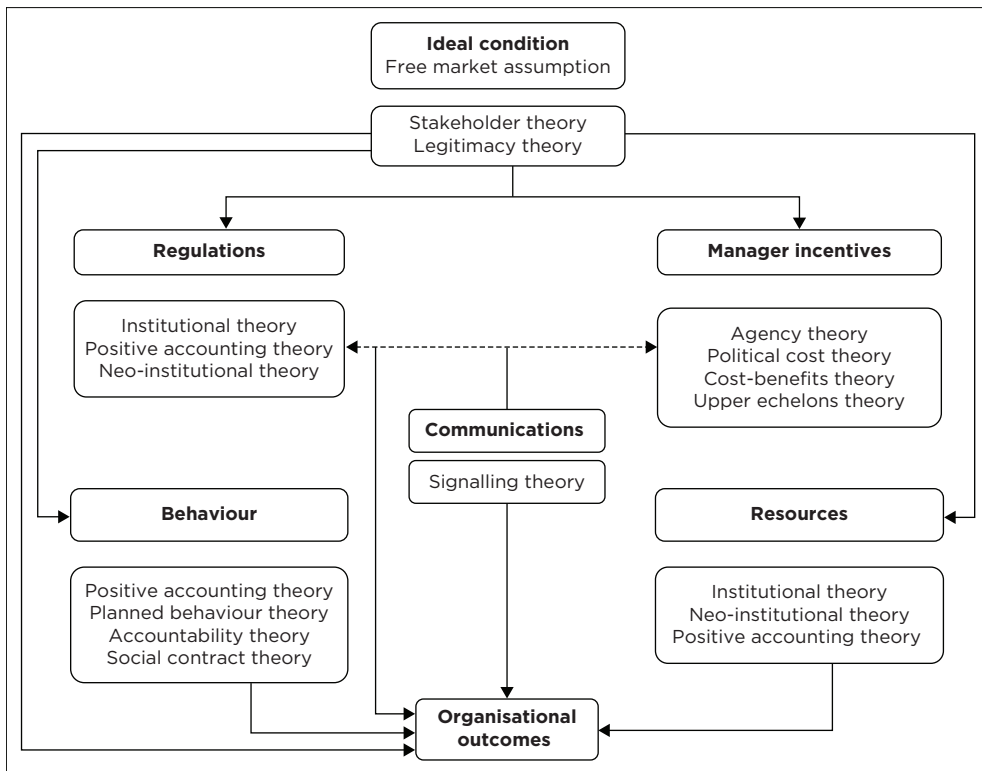 Ideal condition
Free market assumption
Stakeholder theory
Legitimacy theory
Regulations
Manager incentives
Institutional theory
Positive accounting theory
Neo-institutional theory
Agency theory
Political cost theory
Cost-benefits theory
Upper echelons theory
Communications
Signalling theory
Behaviour
Resources
Positive accounting theory
Planned behaviour theory
Accountability theory
Social contract theory
Institutional theory
Neo-institutional theory
Positive accounting theory
Organisational
outcomes